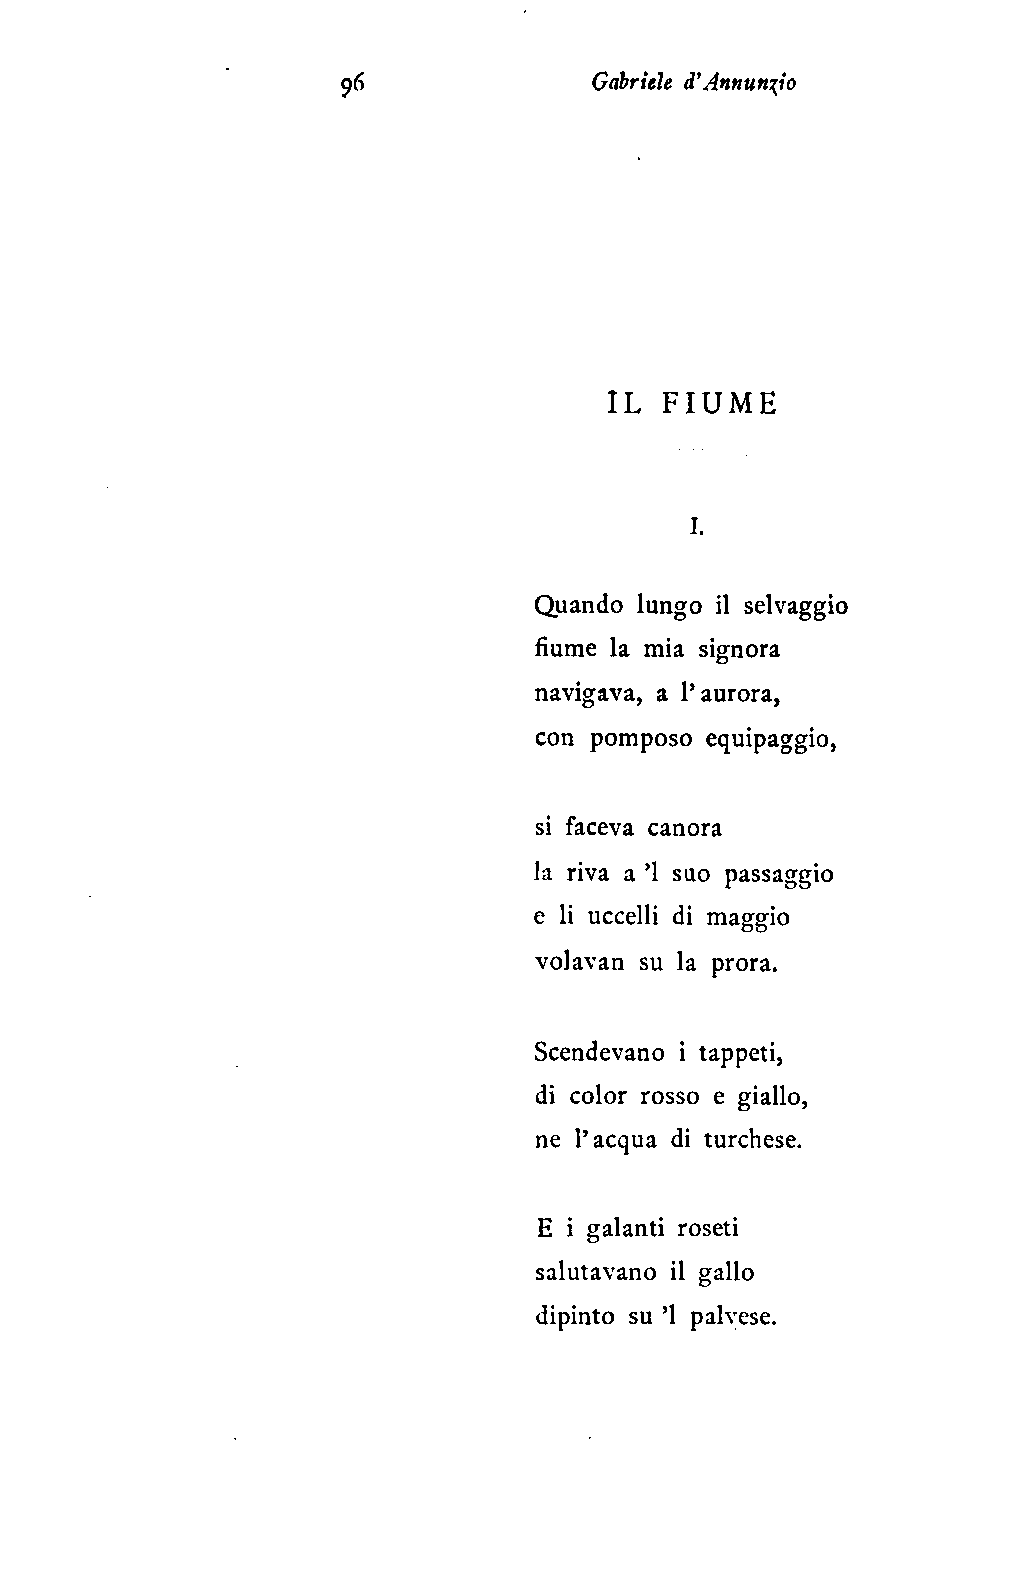 96 Gabriele d'Annunzio
IL FIUME
I.
Quando lungo il selvaggio
fiume la mia signora
navigava, a l'aurora,
con pomposo equipaggio,
si faceva canora
la riva a 'l suo passaggio
e li uccelli di maggio
volavan su la prora.
Scendevano i tappeti,
di color rosso e giallo,
ne l'acqua di turchese.
E i galanti roseti
salutavano il gallo
dipinto su 'l palvese.